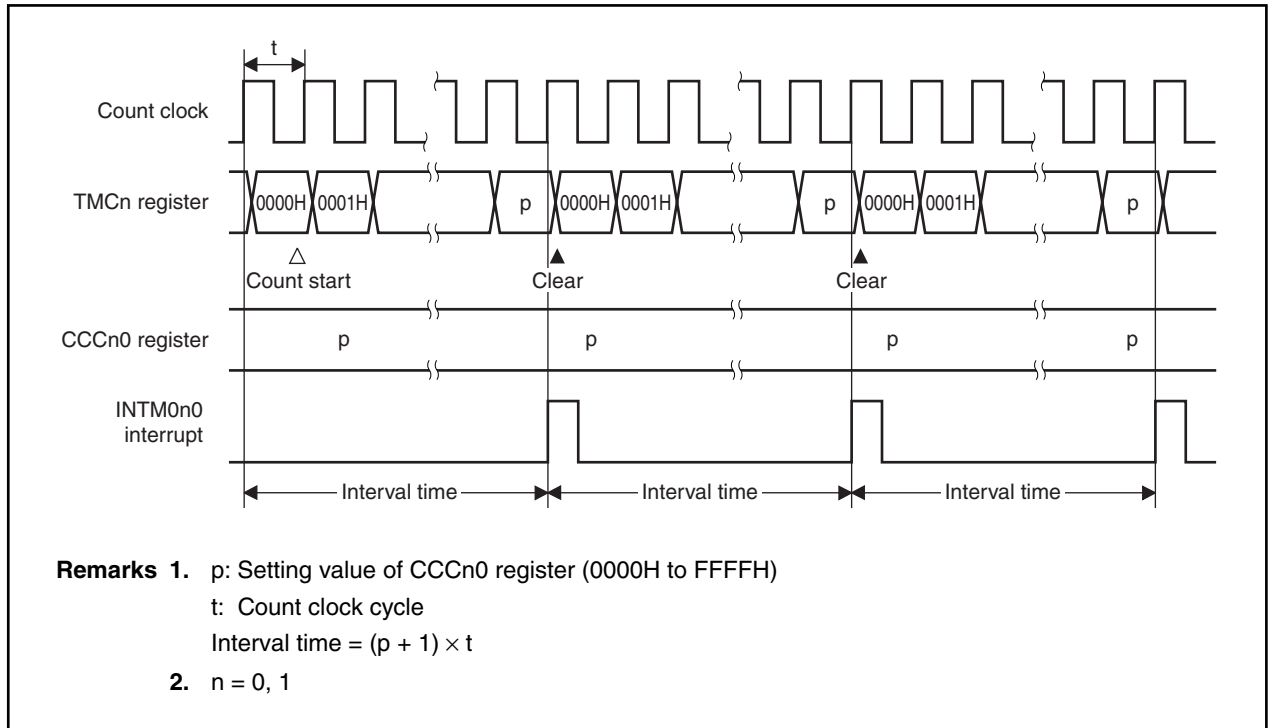 t
Count clock
TMCn register
0000H 0001H p 0000H 0001H p 0000H 0001H p
Count start Clear Clear
CCCn0 register
p p p p
INTM0n0
interrupt
Interval time Interval time Interval time
Remarks 1. p: Setting value of CCCn0 register (0000H to FFFFH)
t: Count clock cycle
Interval time = (p + 1) × t
2. n = 0, 1